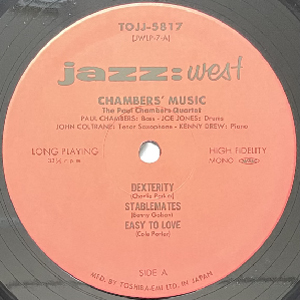 TOJJ-5817
(JWLP-7-A)
jazz: west
CHAMBERS' MUSIC
The Paul Chambers Quartet
PAUL CHAMBERS: Bass - JOE JONES: Drums
JOHN COLTRANE: Tenor Saxophone - KENNY DREW: Piano
LONG PLAYING
HIGH FIDELITY
33⅓ r.p.m.
MONO
DEXTERITY
(Charlie Parker)
STABLEMATES
(Benny Golson)
EASY TO LOVE
(Cole Porter)
SIDE A
MFD. BY TOSHIBA-EMI LTD. IN JAPAN